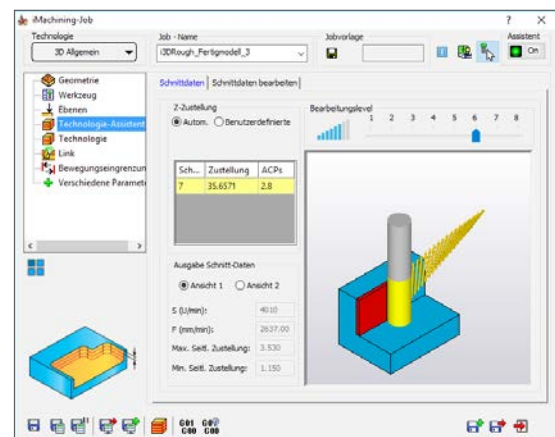 iMachining-Job
? X
Technologie
3D Allgemein
Job - Name
i3DRough_Fertigmodell_3
Jobvorlage
Assistent
On
Geometrie
Werkzeug
Ebenen
Technologie-Assistent
Technologie
Link
Bewegungseingrenzun
Verschiedene Paramet
Schnittdaten
Schnittdaten bearbeiten
Z-Zustellung
Autom.
Benutzerdefinierte
Sch... Zustellung ACPs
7 35.6571 2.8
Ausgabe Schnitt-Daten
Ansicht 1
Ansicht 2
S (U/min): 4010
F (mm/min): 2637.00
Max. Seitl. Zustellung: 3.530
Min. Seitl. Zustellung: 1.150
Bearbeitungslevel
1 2 3 4 5 6 7 8
G01 G00
G0? G00